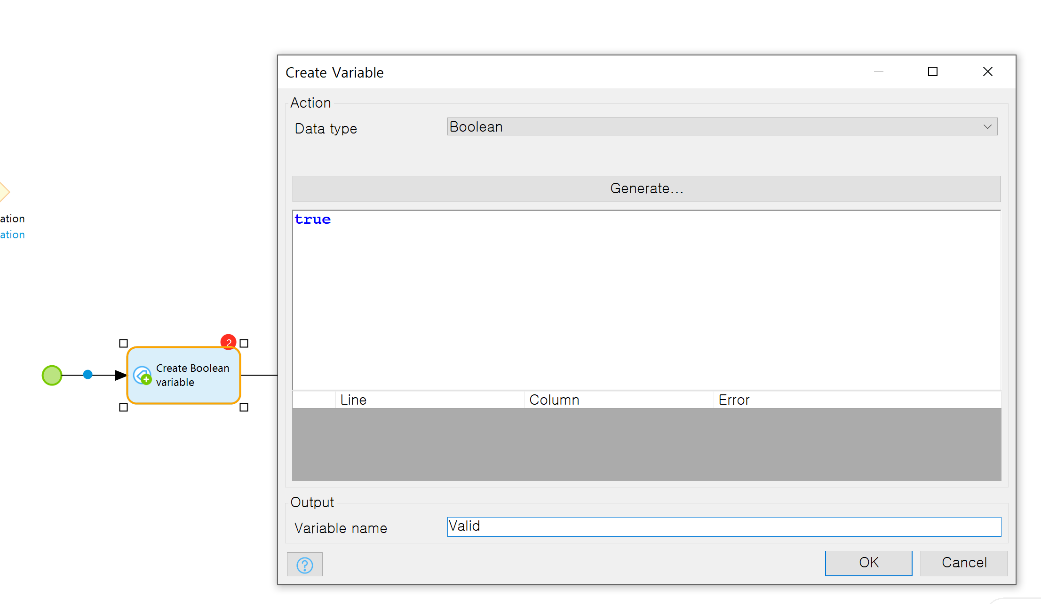 Create Variable
Action
Data type
Boolean
Generate...
ation
ation
true
2
Create Boolean
variable
Line Column Error
Output
Variable name
Valid
?
OK
Cancel